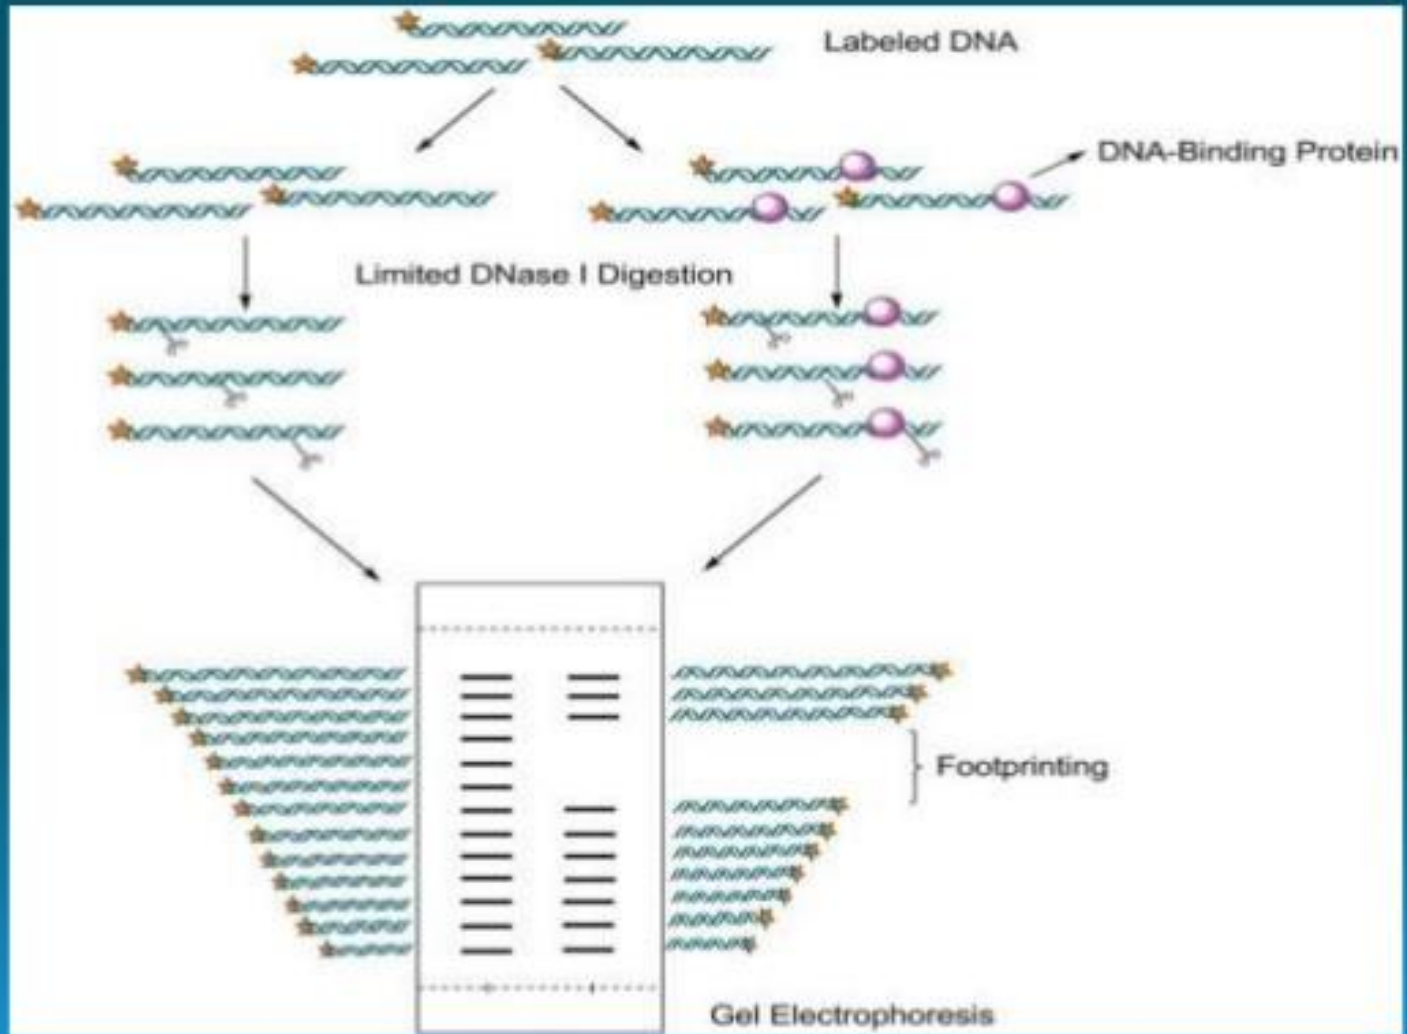 Labeled DNA
DNA-Binding Protein
Limited DNase I Digestion
Footprinting
Gel Electrophoresis